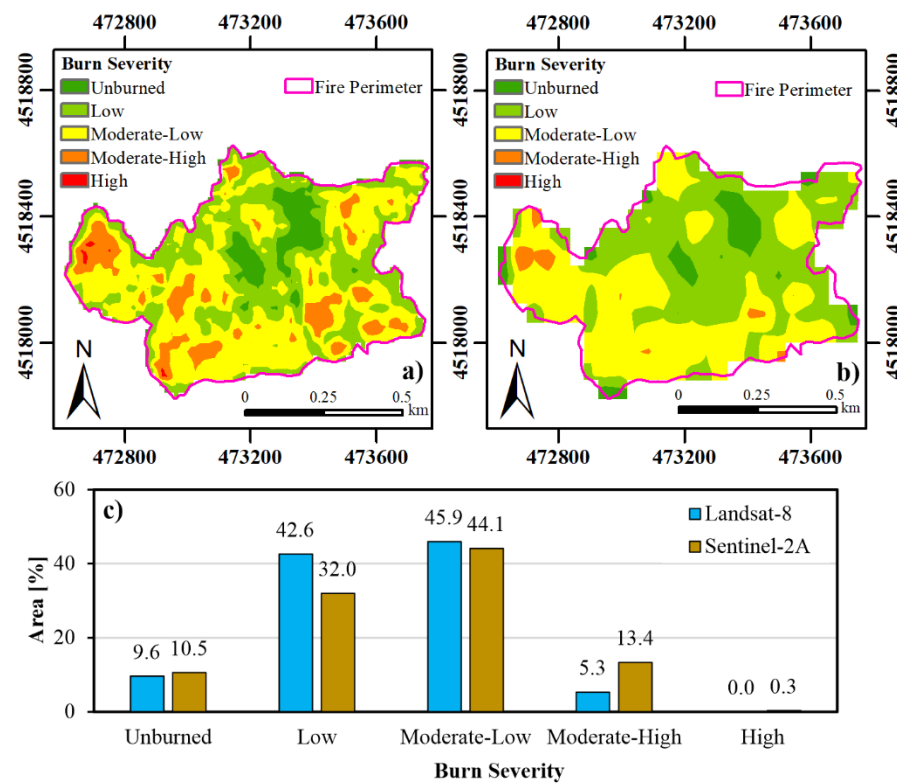 472800 473200 473600
472800 473200 473600
4518800
4518400
4518000
Burn Severity
Unburned
Low
Moderate-Low
Moderate-High
High
Fire Perimeter
N
a)
0 0.25 0.5
km
4518800
4518400
4518000
Burn Severity
Unburned
Low
Moderate-Low
Moderate-High
Fire Perimeter
N
b)
0 0.25 0.5
km
4518800
4518400
4518000
472800 473200 473600
472800 473200 473600
c)
Area [%]
60
40
20
0
Landsat-8
Sentinel-2A
9.6 10.5
42.6 32.0
45.9 44.1
5.3 13.4
0.0 0.3
Unburned Low Moderate-Low Moderate-High High
Burn Severity